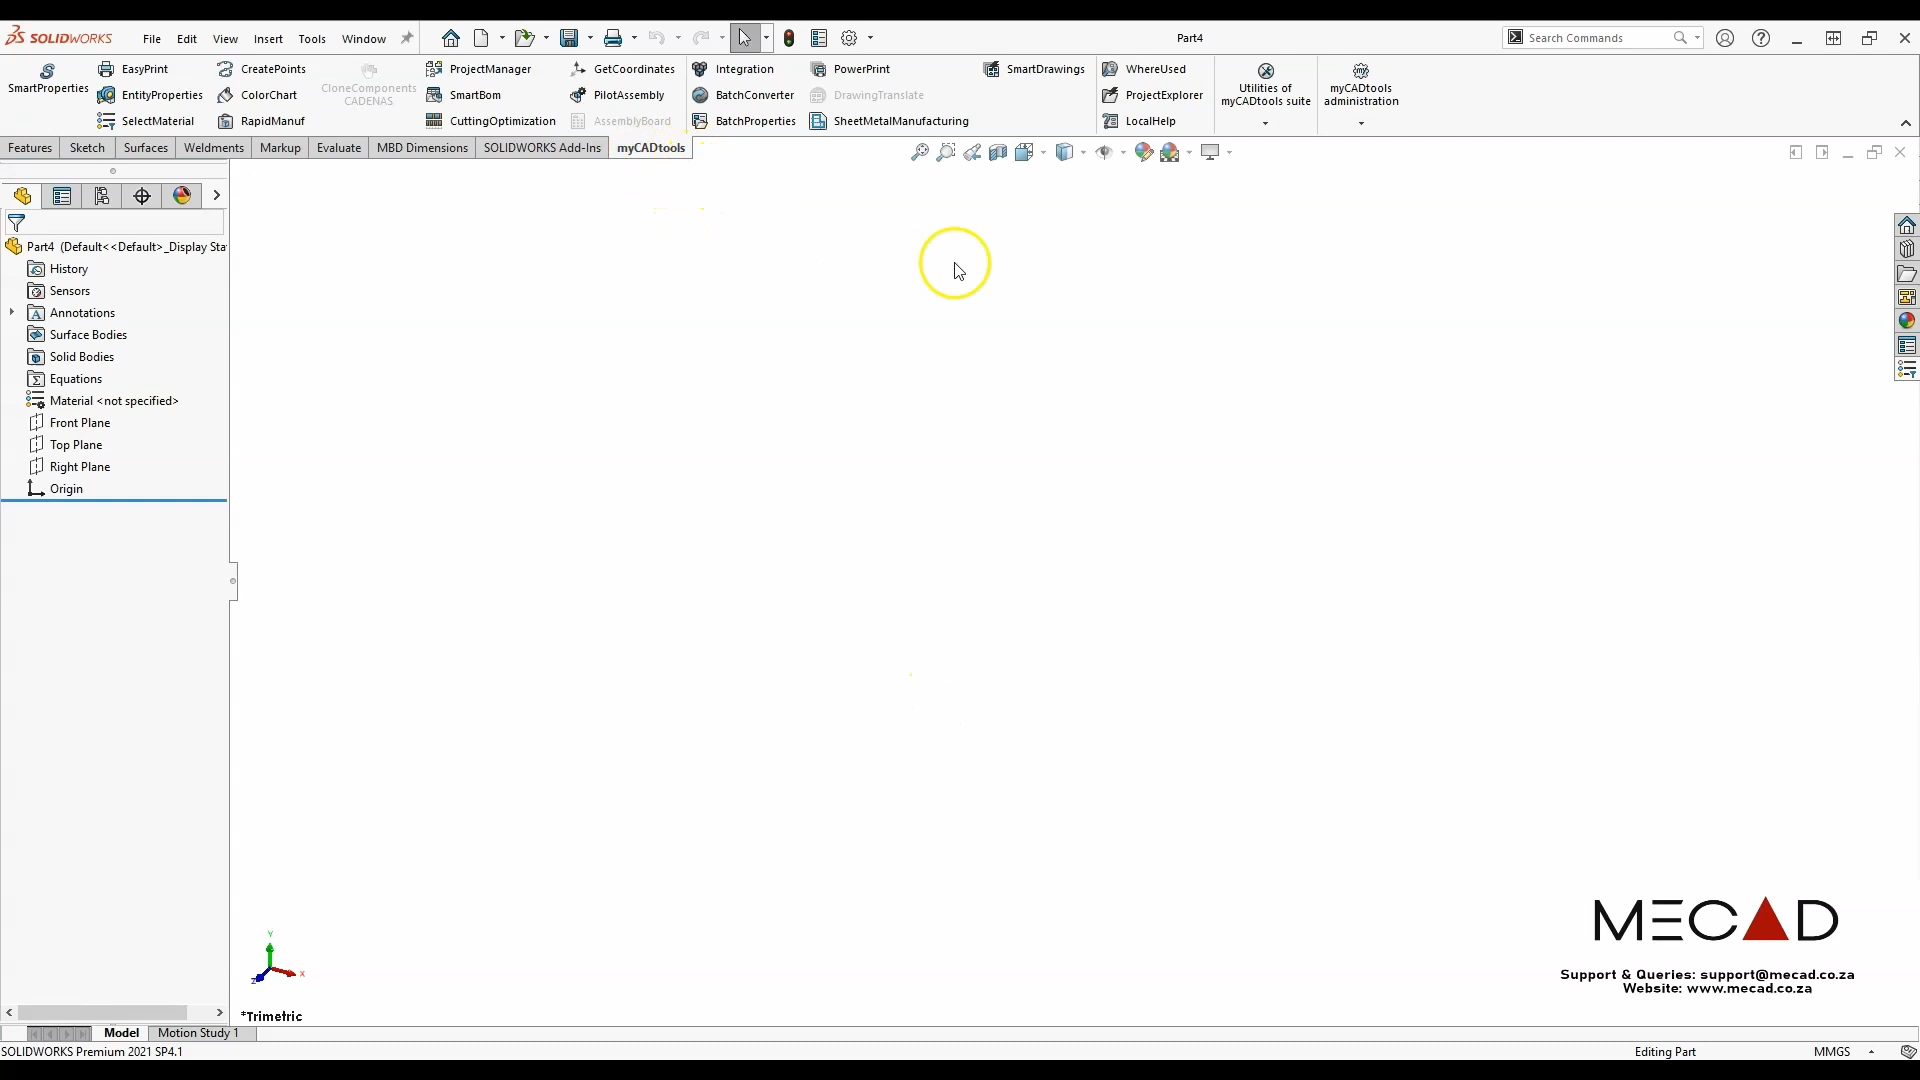 SOLIDWORKS File Edit View Insert Tools Window Part4 Search Commands
SmartProperties
EasyPrint
EntityProperties
SelectMaterial
CreatePoints
ColorChart
RapidManuf
CloneComponents
CADENAS
ProjectManager
SmartBom
CuttingOptimization
GetCoordinates
PilotAssembly
AssemblyBoard
Integration
BatchConverter
BatchProperties
PowerPrint
DrawingTranslate
SheetMetalManufacturing
SmartDrawings
WhereUsed
ProjectExplorer
LocalHelp
Utilities of
myCADtools suite
myCADtools
administration
Features Sketch Surfaces Weldments Markup Evaluate MBD Dimensions SOLIDWORKS Add-Ins myCADtools
Part4 (Default<<Default>_Display Sta
History
Sensors
Annotations
Surface Bodies
Solid Bodies
Equations
Material <not specified>
Front Plane
Top Plane
Right Plane
Origin
Y
X
Z
*Trimetric
MECAD
Support & Queries: support@mecad.co.za
Website: www.mecad.co.za
Model Motion Study 1
SOLIDWORKS Premium 2021 SP4.1 Editing Part MMGS